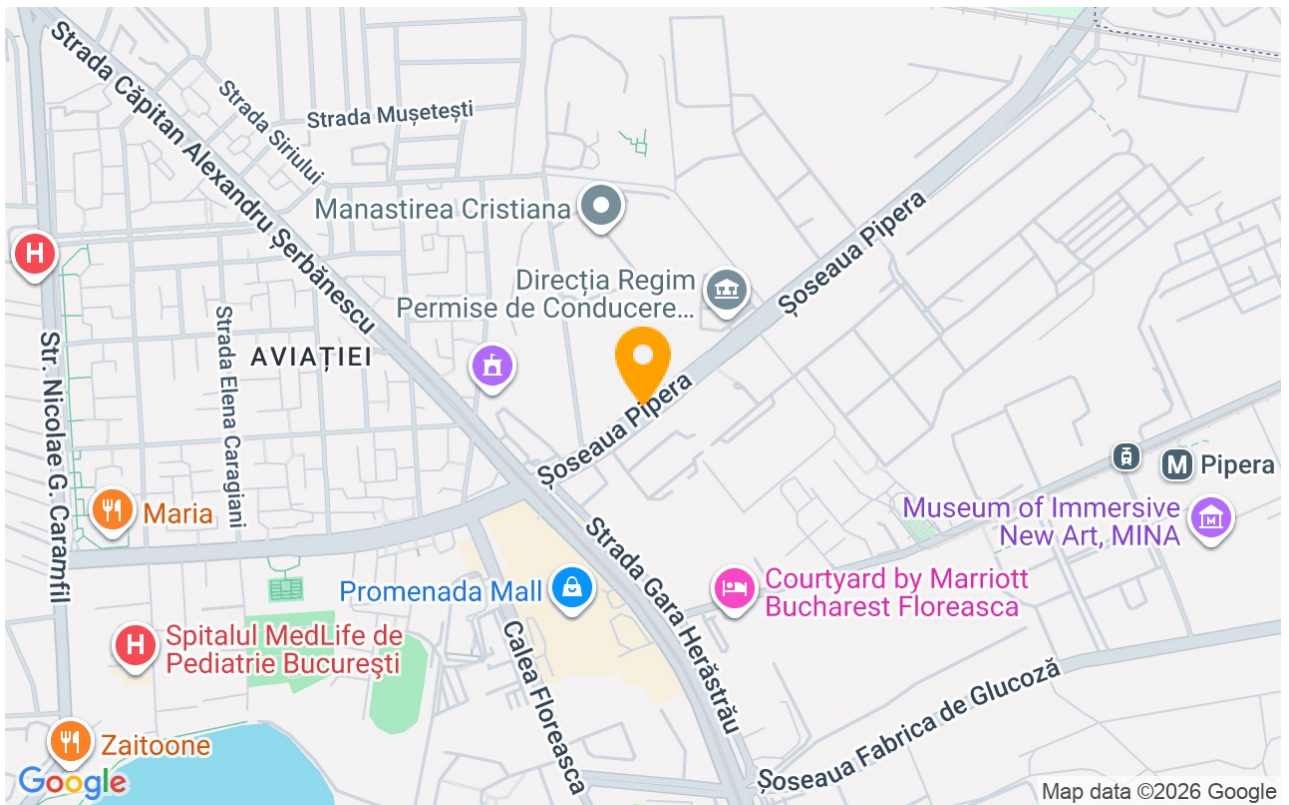 Strada Căpitan Alexandru Șerbănescu
Strada Siriului
Strada Mușetești
Manastirea Cristiana
Direcția Regim
Permise de Conducere...
Șoseaua Pipera
H
Str. Nicolae G. Caramfil
Strada Elena Caragiani
AVIAȚIEI
Șoseaua Pipera
M Pipera
Maria
Museum of Immersive
New Art, MINA
Strada Gara Herăstrău
Promenada Mall
Courtyard by Marriott
Bucharest Floreasca
H
Spitalul MedLife de
Pediatrie Bucureşti
Calea Floreasca
Șoseaua Fabrica de Glucoză
Zaitoone
Google
Map data ©2026 Google